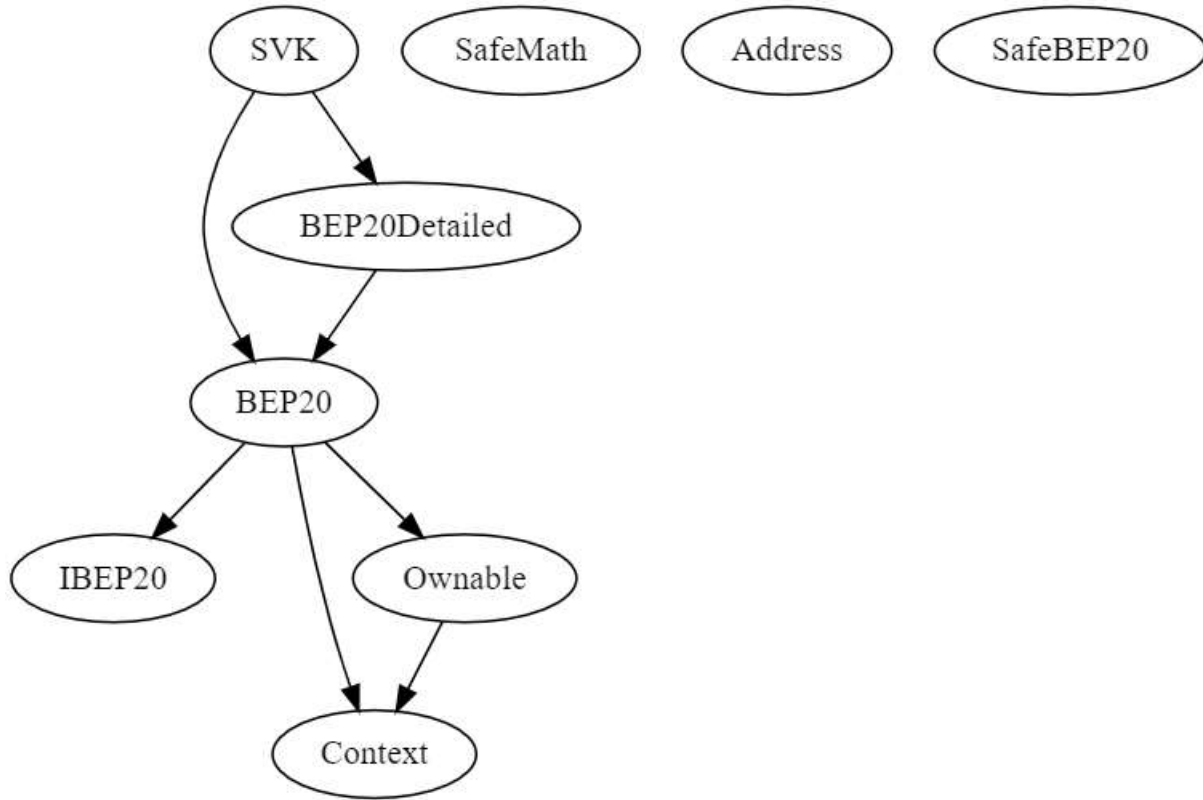 SVK
SafeMath
Address
SafeBEP20
BEP20Detailed
BEP20
IBEP20
Ownable
Context